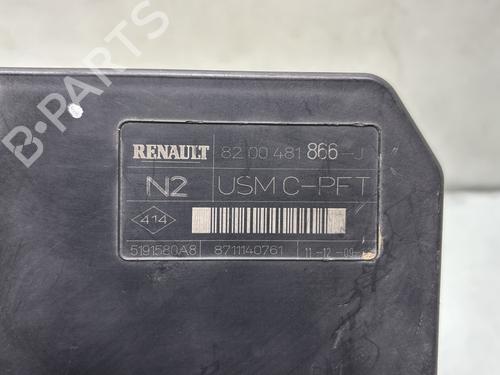 B-PARTS
RENAULT 82 00 481 866-J
N2 USM C-PFT
414
5191580A8 8711140761 11-12-09